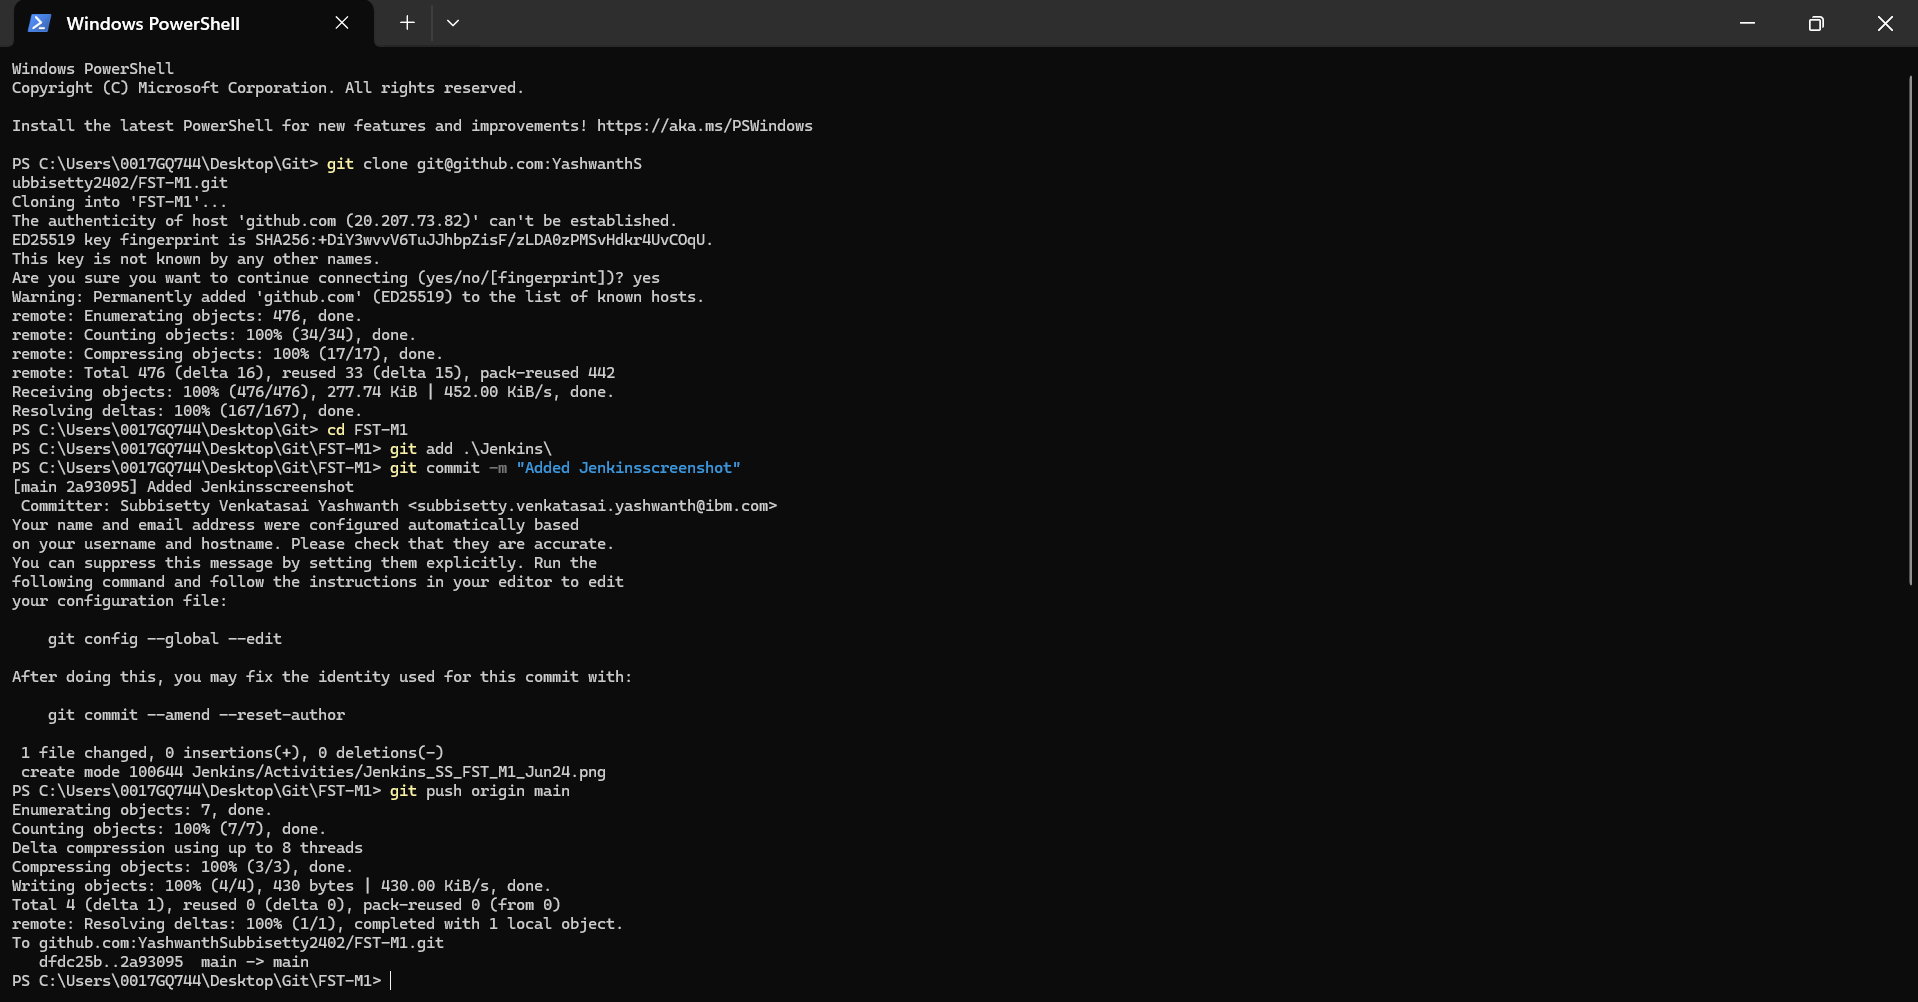 Windows PowerShell
Windows PowerShell
Copyright (C) Microsoft Corporation. All rights reserved.
Install the latest PowerShell for new features and improvements! https://aka.ms/PSWindows
PS C:\Users\0017GQ744\Desktop\Git> git clone git@github.com:YashwanthS
ubbisetty2402/FST-M1.git
Cloning into 'FST-M1'...
The authenticity of host 'github.com (20.207.73.82)' can't be established.
ED25519 key fingerprint is SHA256:+DiY3wvvV6TuJJhbpZisF/zLDA0zPMSvHdkr4UvCOqU.
This key is not known by any other names.
Are you sure you want to continue connecting (yes/no/[fingerprint])? yes
Warning: Permanently added 'github.com' (ED25519) to the list of known hosts.
remote: Enumerating objects: 476, done.
remote: Counting objects: 100% (34/34), done.
remote: Compressing objects: 100% (17/17), done.
remote: Total 476 (delta 16), reused 33 (delta 15), pack-reused 442
Receiving objects: 100% (476/476), 277.74 KiB | 452.00 KiB/s, done.
Resolving deltas: 100% (167/167), done.
PS C:\Users\0017GQ744\Desktop\Git> cd FST-M1
PS C:\Users\0017GQ744\Desktop\Git\FST-M1> git add .\Jenkins\
PS C:\Users\0017GQ744\Desktop\Git\FST-M1> git commit -m "Added Jenkinsscreenshot"
[main 2a93095] Added Jenkinsscreenshot
 Committer: Subbisetty Venkatasai Yashwanth <subbisetty.venkatasai.yashwanth@ibm.com>
Your name and email address were configured automatically based
on your username and hostname. Please check that they are accurate.
You can suppress this message by setting them explicitly. Run the
following command and follow the instructions in your editor to edit
your configuration file:
    git config --global --edit
After doing this, you may fix the identity used for this commit with:
    git commit --amend --reset-author
 1 file changed, 0 insertions(+), 0 deletions(-)
 create mode 100644 Jenkins/Activities/Jenkins_SS_FST_M1_Jun24.png
PS C:\Users\0017GQ744\Desktop\Git\FST-M1> git push origin main
Enumerating objects: 7, done.
Counting objects: 100% (7/7), done.
Delta compression using up to 8 threads
Compressing objects: 100% (3/3), done.
Writing objects: 100% (4/4), 430 bytes | 430.00 KiB/s, done.
Total 4 (delta 1), reused 0 (delta 0), pack-reused 0 (from 0)
remote: Resolving deltas: 100% (1/1), completed with 1 local object.
To github.com:YashwanthSubbisetty2402/FST-M1.git
   dfdc25b..2a93095  main -> main
PS C:\Users\0017GQ744\Desktop\Git\FST-M1>